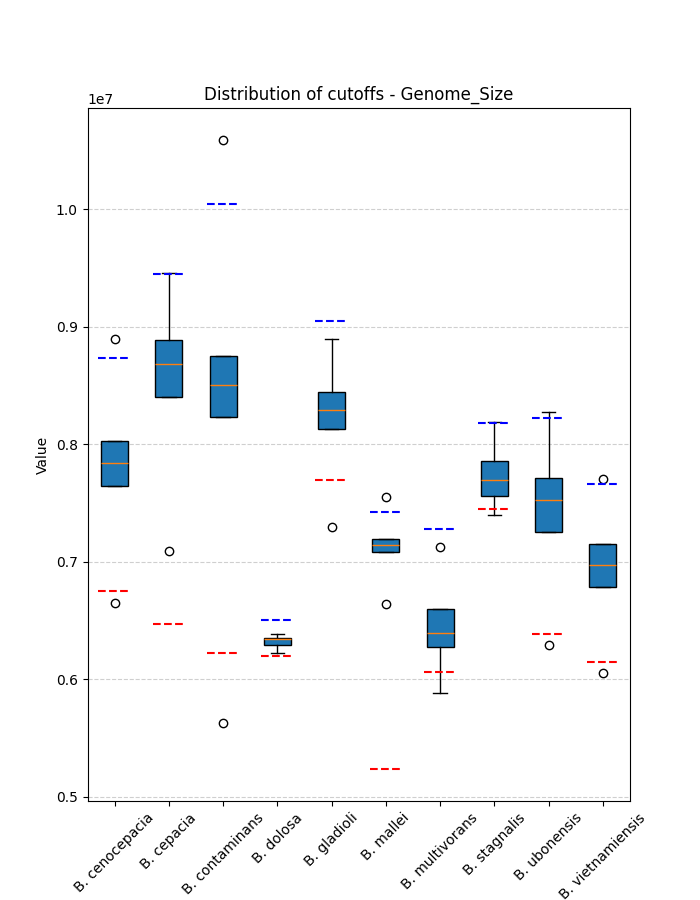 Distribution of cutoffs - Genome_Size
1e7
1.0
0.9
0.8
0.7
0.6
0.5
Value
B. cenocepacia
B. cepacia
B. contaminans
B. dolosa
B. gladioli
B. mallei
B. multivorans
B. stagnalis
B. ubonensis
B. vietnamiensis